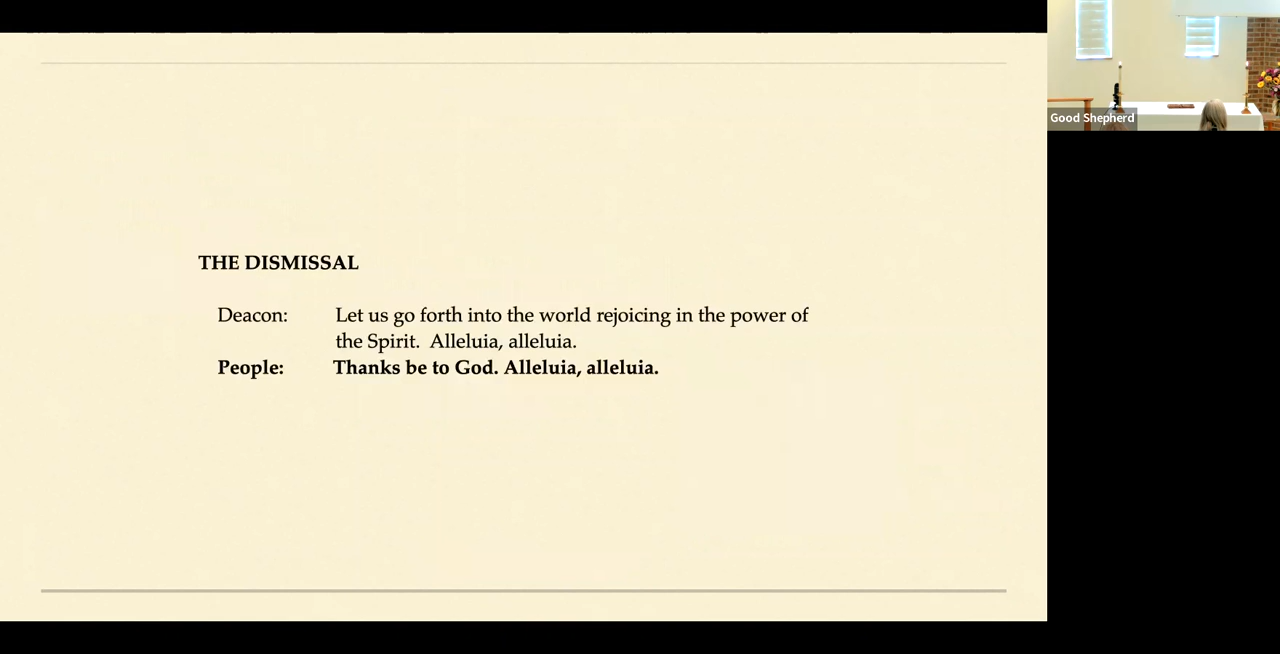 THE DISMISSAL
Deacon: Let us go forth into the world rejoicing in the power of
the Spirit.  Alleluia, alleluia.
People: Thanks be to God. Alleluia, alleluia.
Good Shepherd